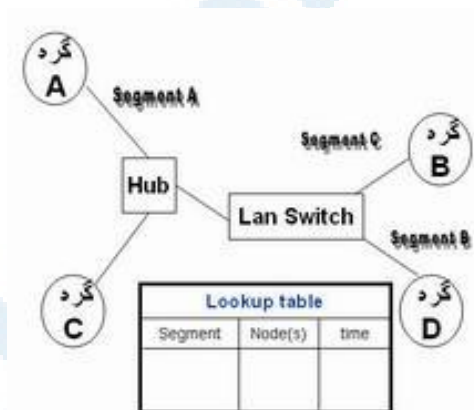 گره
A
Segment A
Segment C
گره
B
Hub
Lan Switch
Segment B
گره
C
گره
D
Lookup table
Segment Node(s) time